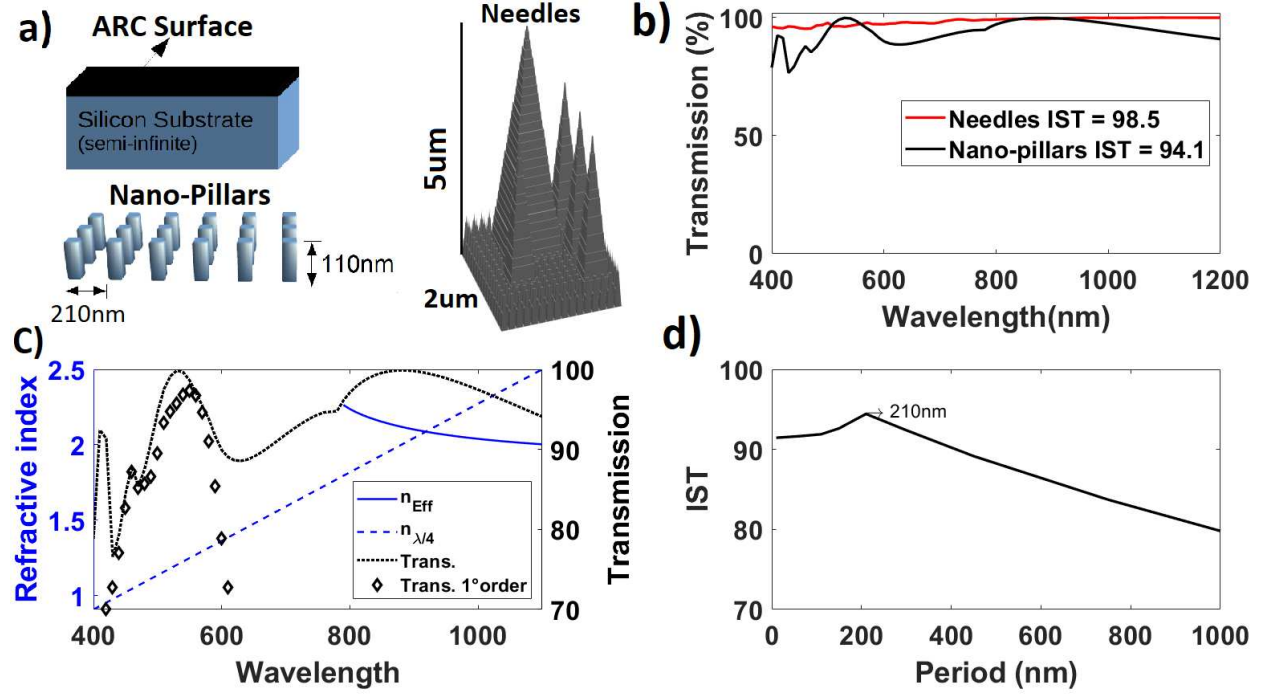 a)
ARC Surface
Silicon Substrate
(semi-infinite)
Nano-Pillars
110nm
210nm
Needles
5um
2um
b)
Transmission (%)
100
50
0
400
600
800
1000
1200
Wavelength(nm)
Needles IST = 98.5
Nano-pillars IST = 94.1
c)
Refractive index
2.5
2
1.5
1
Transmission
100
90
80
70
400
600
800
1000
Wavelength
n Eff
n λ/4
Trans.
Trans. 1°order
d)
IST
100
90
80
70
210nm
0
200
400
600
800
1000
Period (nm)